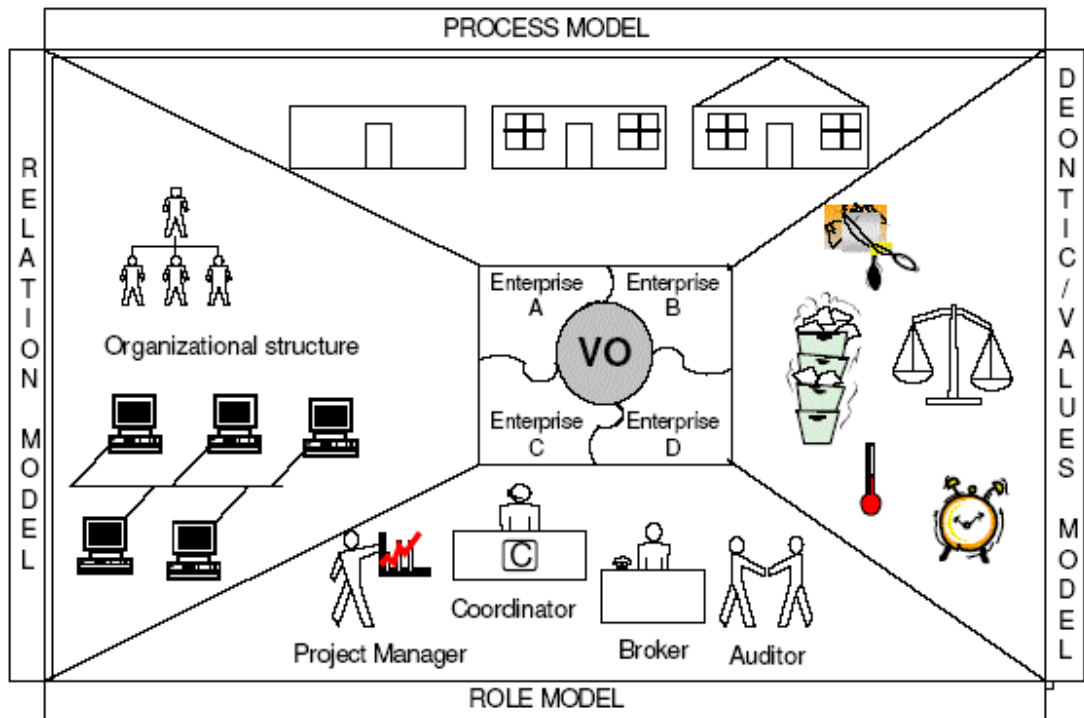 PROCESS MODEL
RELATION MODEL
DEONTIC/VALUES MODEL
Enterprise
A
Enterprise
B
VO
Organizational structure
Enterprise
C
Enterprise
D
C
Coordinator
Project Manager
Broker
Auditor
ROLE MODEL